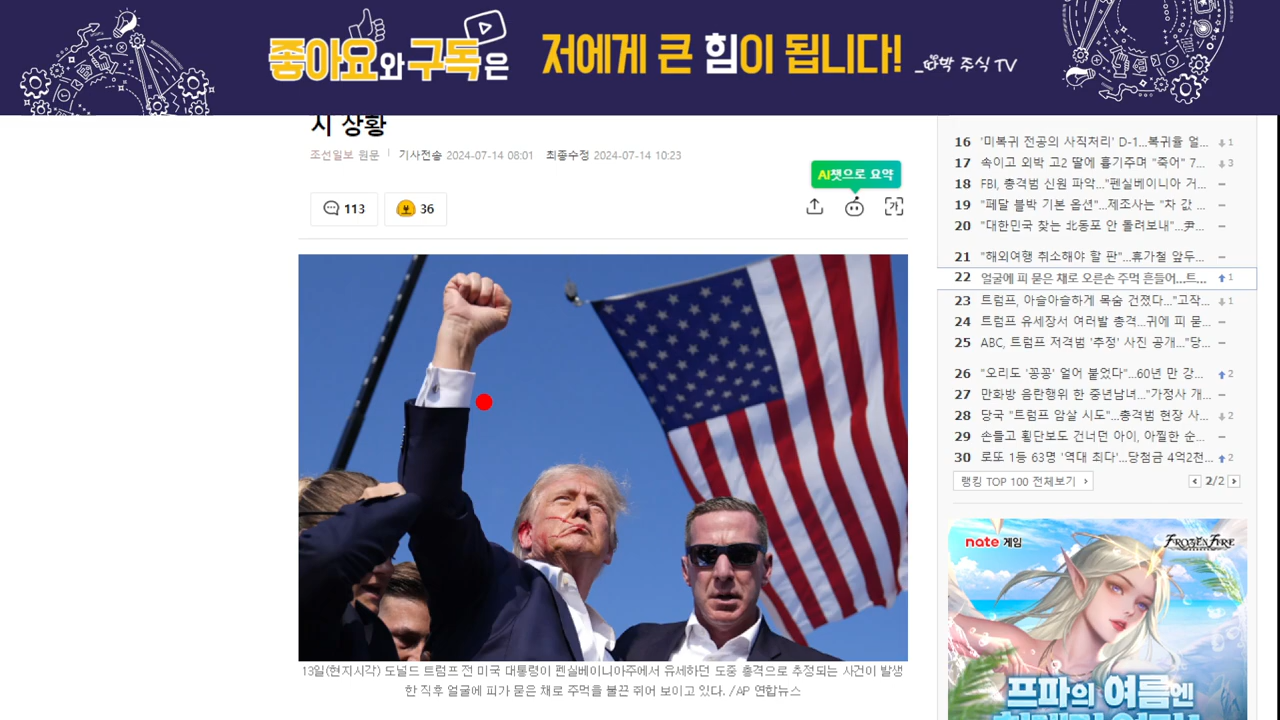 좋아요와 구독은 저에게 큰 힘이 됩니다!
박 주식 TV
시 상황
조선일보 원문 기사전송 2024-07-14 08:01 최종수정 2024-07-14 10:23
AI챗으로 요약
113 36
가
13일(현지시각) 도널드 트럼프 전 미국 대통령이 펜실베이니아주에서 유세하던 도중 총격으로 추정되는 사건이 발생
한 직후 얼굴에 피가 묻은 채로 주먹을 불끈 쥐어 보이고 있다. /AP 연합뉴스
16 '미복귀 전공의 사직처리' D-1...복귀율 얼... 1
17 속이고 외박 고2 딸에 흉기주며 "죽어" 7... 3
18 FBI, 총격범 신원 파악..."펜실베이니아 거...
19 "페달 블박 기본 옵션"...제조사는 "차 값 ...
20 "대한민국 찾는 北동포 안 돌려보내"...尹...
21 "해외여행 취소해야 할 판"...휴가철 앞두...
22 얼굴에 피 묻은 채로 오른손 주먹 흔들어...트... 1
23 트럼프, 아슬아슬하게 목숨 건졌다..."고작... 1
24 트럼프 유세장서 여러발 총격...귀에 피 묻...
25 ABC, 트럼프 저격범 '추정' 사진 공개..."당...
26 "오리도 '꽁꽁' 얼어 붙었다"...60년 만 강... 2
27 만화방 음란행위 한 중년남녀..."가정사 개...
28 당국 "트럼프 암살 시도"...총격범 현장 사... 2
29 손들고 횡단보도 건너던 아이, 아찔한 순...
30 로또 1등 63명 '역대 최다'...당첨금 4억2천... 2
랭킹 TOP 100 전체보기 > < 2/2 >
nate 게임
FROZEN FIRE
프파의 여름엔